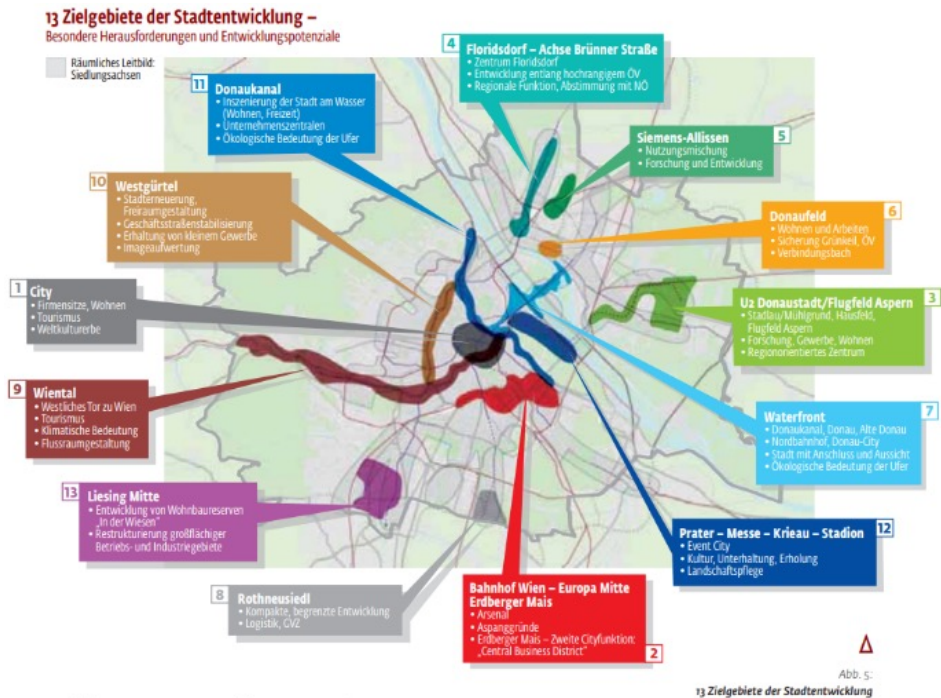 13 Zielgebiete der Stadtentwicklung –
Besondere Herausforderungen und Entwicklungspotenziale
Räumliches Leitbild:
Siedlungsachsen
4
Floridsdorf – Achse Brünner Straße
• Zentrum Floridsdorf
• Entwicklung entlang hochrangigem ÖV
• Regionale Funktion, Abstimmung mit NÖ
11
Donaukanal
• Inszenierung der Stadt am Wasser
(Wohnen, Freizeit)
• Unternehmenszentralen
• Ökologische Bedeutung der Ufer
5
Siemens-Allissen
• Nutzungsmischung
• Forschung und Entwicklung
10
Westgürtel
• Stadterneuerung,
Freiraumgestaltung
• Geschäftsstraßenstabilisierung
• Erhaltung von kleinem Gewerbe
• Imageaufwertung
6
Donaufeld
• Wohnen und Arbeiten
• Sicherung Grünkeil, ÖV
• Verbindungsbach
1
City
• Firmensitze, Wohnen
• Tourismus
• Weltkulturerbe
3
U2 Donaustadt/Flugfeld Aspern
• Stadlau/Mühlgrund, Hausfeld,
Flugfeld Aspern
• Forschung, Gewerbe, Wohnen
• Regionorientiertes Zentrum
9
Wiental
• Westliches Tor zu Wien
• Tourismus
• Klimatische Bedeutung
• Flussraumgestaltung
7
Waterfront
• Donaukanal, Donau, Alte Donau
• Nordbahnhof, Donau-City
• Stadt mit Anschluss und Aussicht
• Ökologische Bedeutung der Ufer
13
Liesing Mitte
• Entwicklung von Wohnbaureserven
„In der Wiesen"
• Restrukturierung großflächiger
Betriebs- und Industriegebiete
12
Prater – Messe – Krieau – Stadion
• Event City
• Kultur, Unterhaltung, Erholung
• Landschaftspflege
8
Rothneusiedl
• Kompakte, begrenzte Entwicklung
• Logistik, GVZ
Bahnhof Wien – Europa Mitte
Erdberger Mais
• Arsenal
• Aspanggründe
• Erdberger Mais – Zweite Cityfunktion:
„Central Business District"
2
Abb. 5:
13 Zielgebiete der Stadtentwicklung